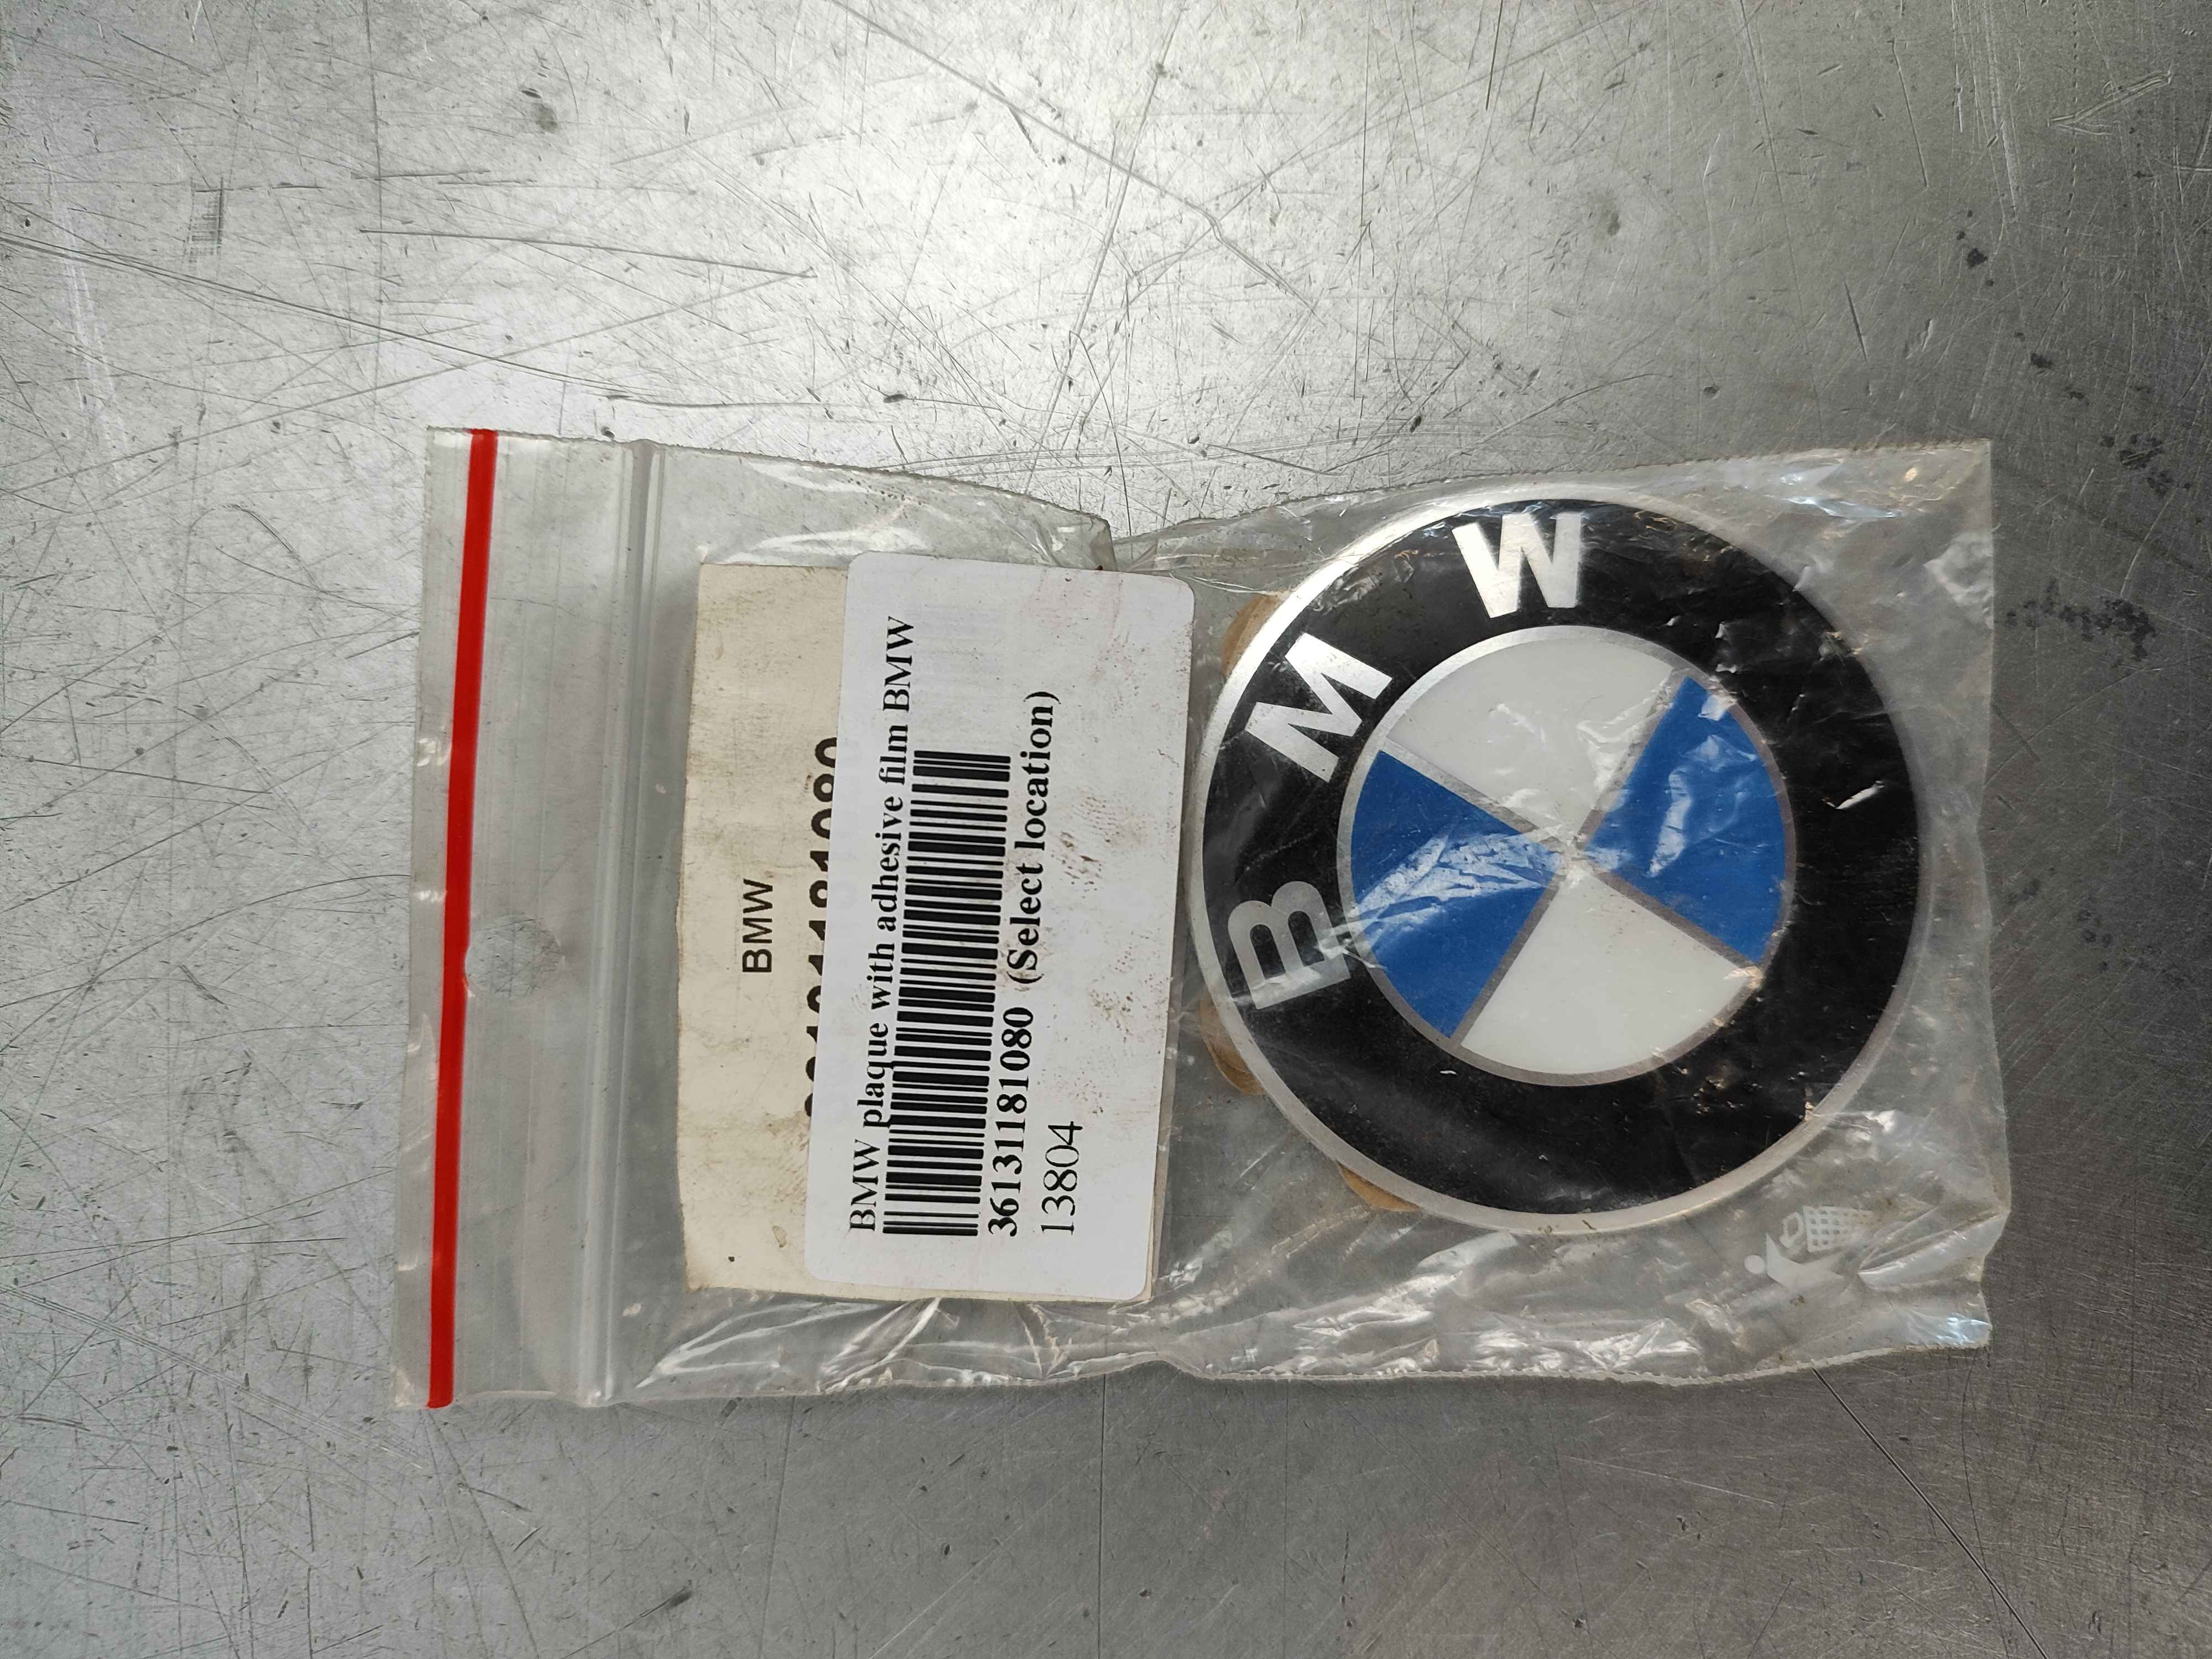 BMW
BMW plaque with adhesive film BMW
36131181080 (Select location)
13804
BMW